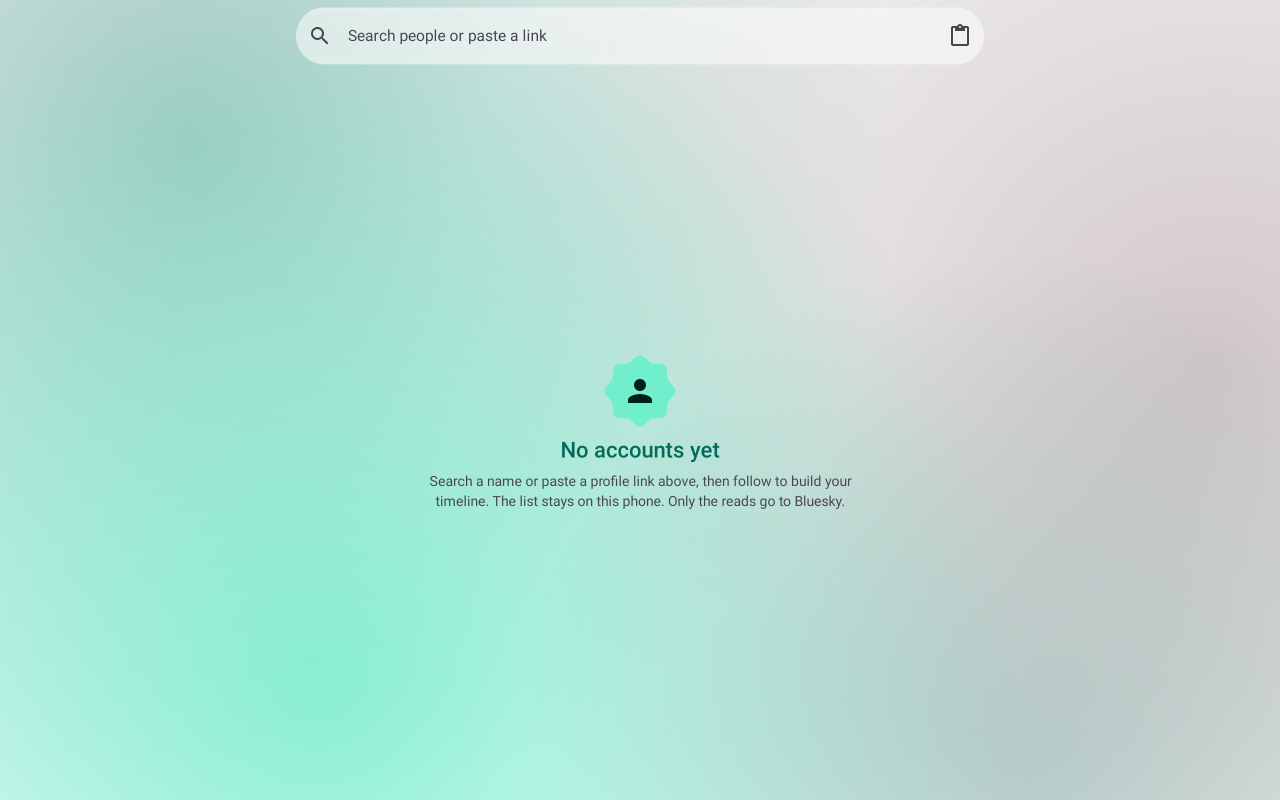 Search people or paste a link
No accounts yet
Search a name or paste a profile link above, then follow to build your
timeline. The list stays on this phone. Only the reads go to Bluesky.